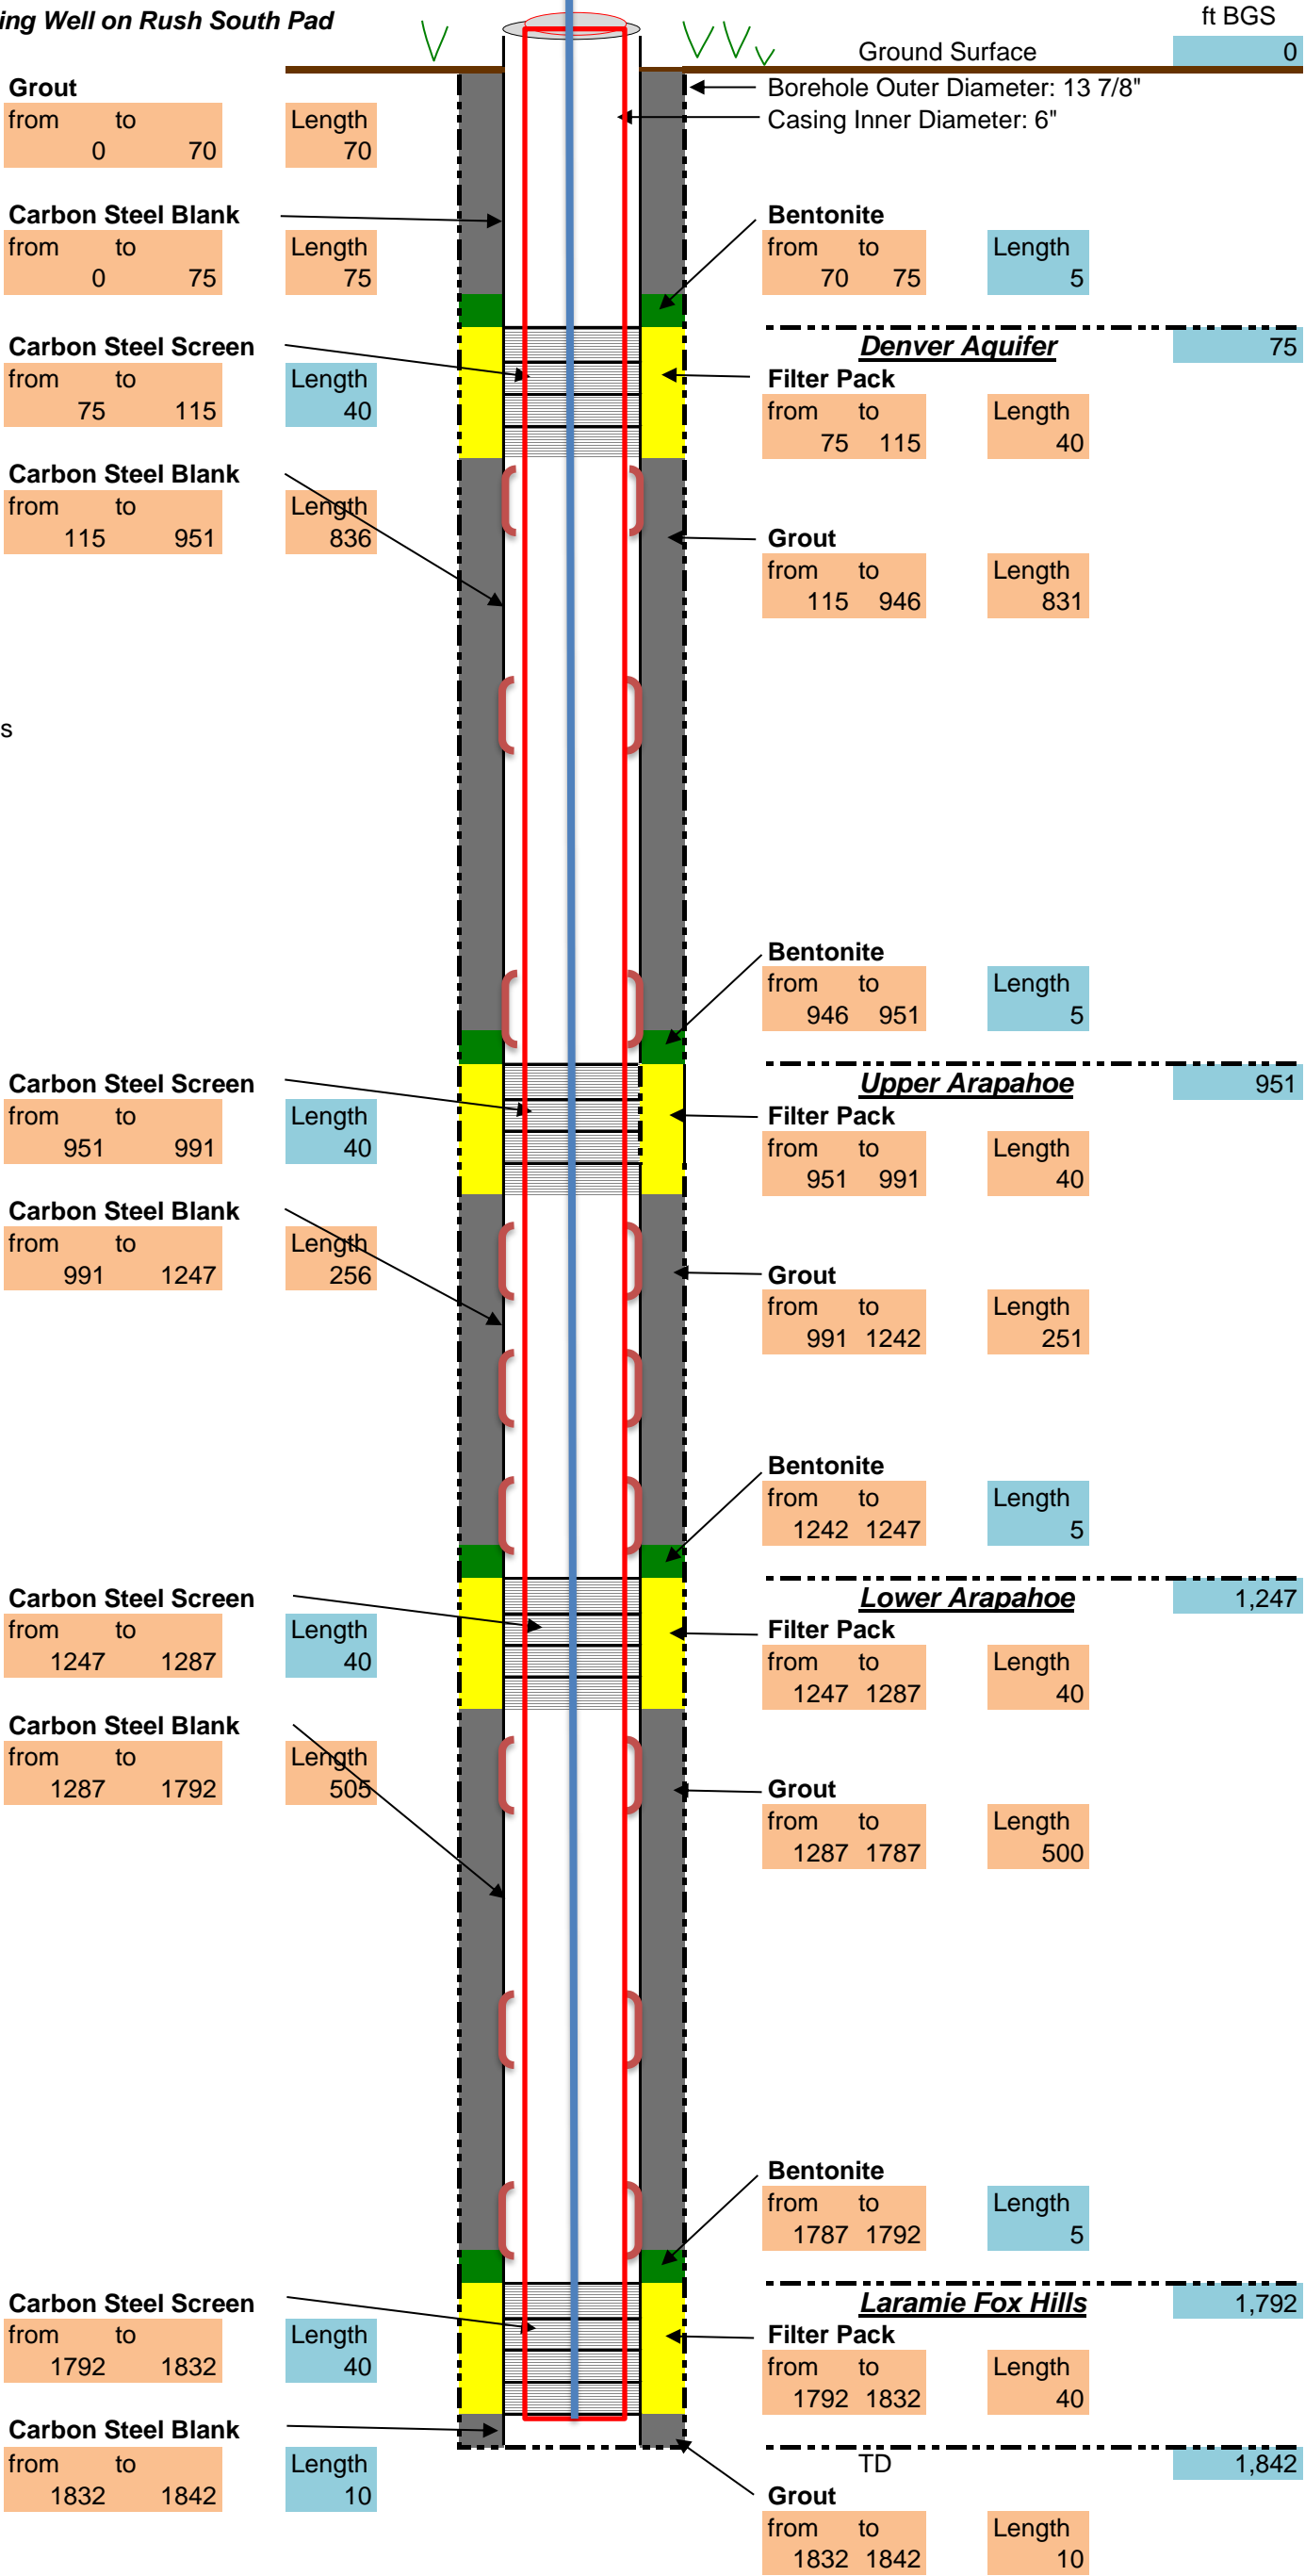 ing Well on Rush South Pad
ft BGS
Ground Surface 0
Borehole Outer Diameter: 13 7/8"
Casing Inner Diameter: 6"
Grout
from to Length
0 70 70
Carbon Steel Blank
from to Length
0 75 75
Bentonite
from to Length
70 75 5
Carbon Steel Screen
from to Length
75 115 40
Denver Aquifer 75
Filter Pack
from to Length
75 115 40
Carbon Steel Blank
from to Length
115 951 836
Grout
from to Length
115 946 831
s
Bentonite
from to Length
946 951 5
Carbon Steel Screen
from to Length
951 991 40
Upper Arapahoe 951
Filter Pack
from to Length
951 991 40
Carbon Steel Blank
from to Length
991 1247 256
Grout
from to Length
991 1242 251
Bentonite
from to Length
1242 1247 5
Carbon Steel Screen
from to Length
1247 1287 40
Lower Arapahoe 1,247
Filter Pack
from to Length
1247 1287 40
Carbon Steel Blank
from to Length
1287 1792 505
Grout
from to Length
1287 1787 500
Bentonite
from to Length
1787 1792 5
Carbon Steel Screen
from to Length
1792 1832 40
Laramie Fox Hills 1,792
Filter Pack
from to Length
1792 1832 40
Carbon Steel Blank
from to Length
1832 1842 10
TD 1,842
Grout
from to Length
1832 1842 10